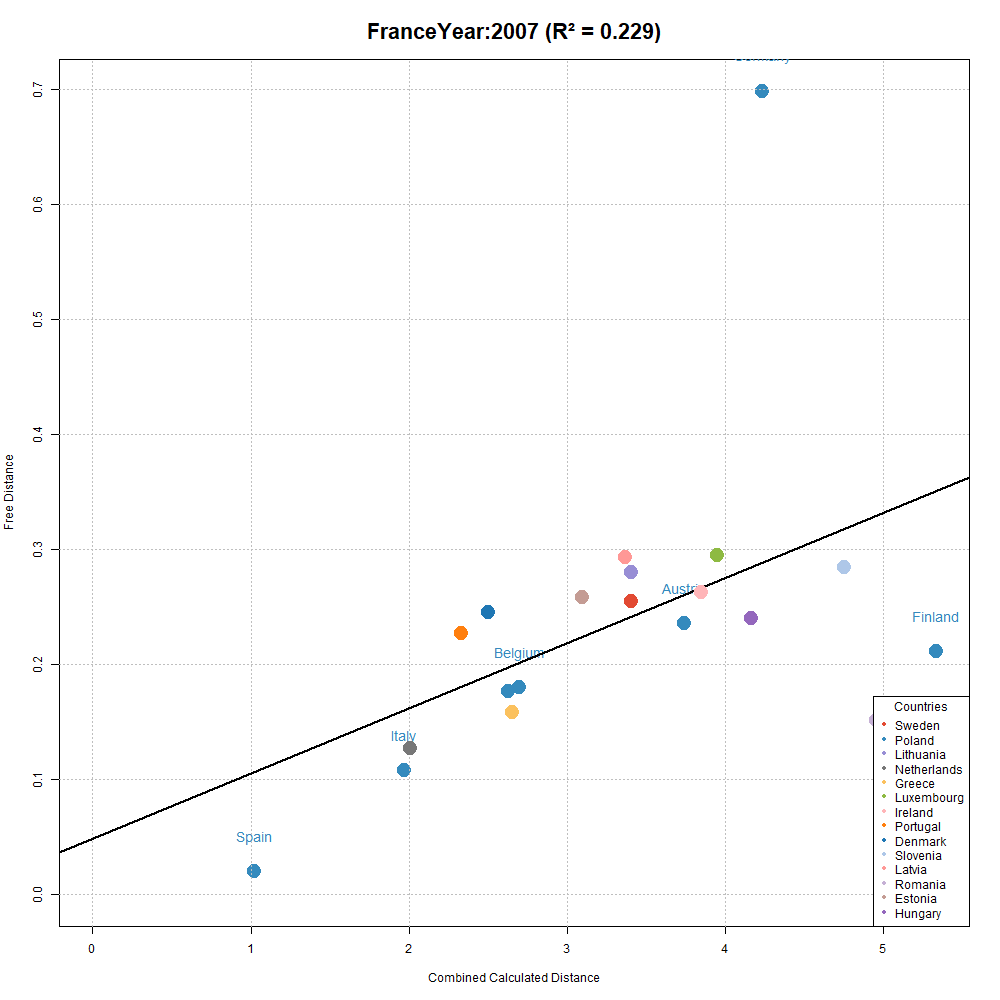 FranceYear:2007 (R² = 0.229)
0.7
0.6
0.5
0.4
0.3
0.2
0.1
0.0
Free Distance
Austri
Finland
Belgium
Italy
Spain
Countries
Sweden
Poland
Lithuania
Netherlands
Greece
Luxembourg
Ireland
Portugal
Denmark
Slovenia
Latvia
Romania
Estonia
Hungary
0 1 2 3 4 5
Combined Calculated Distance